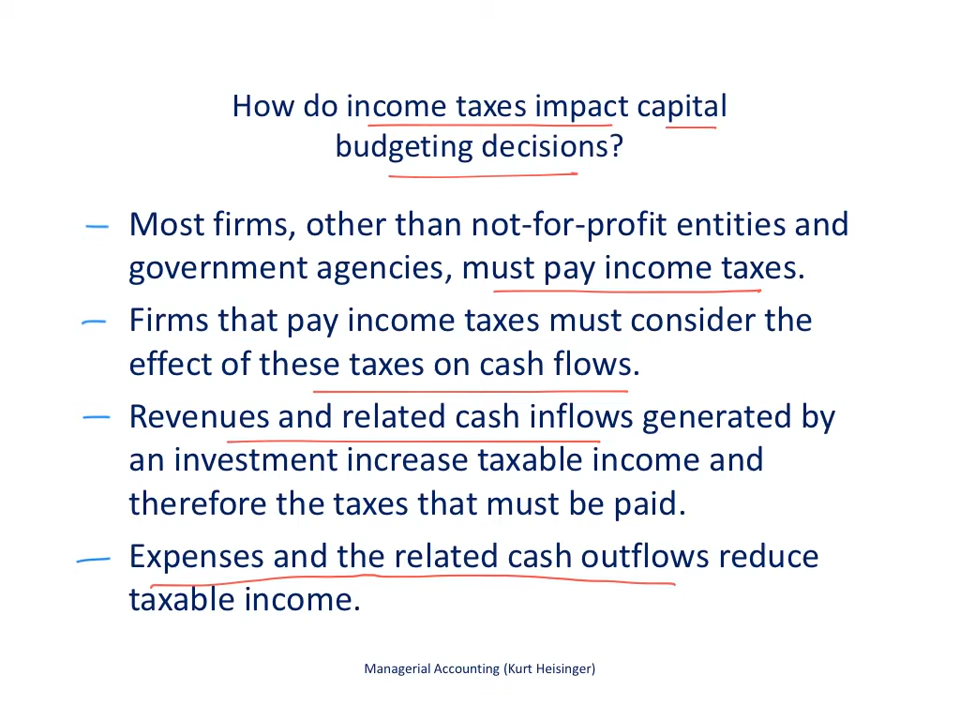 How do income taxes impact capital
budgeting decisions?
Most firms, other than not-for-profit entities and
government agencies, must pay income taxes.
Firms that pay income taxes must consider the
effect of these taxes on cash flows.
Revenues and related cash inflows generated by
an investment increase taxable income and
therefore the taxes that must be paid.
Expenses and the related cash outflows reduce
taxable income.
Managerial Accounting (Kurt Heisinger)